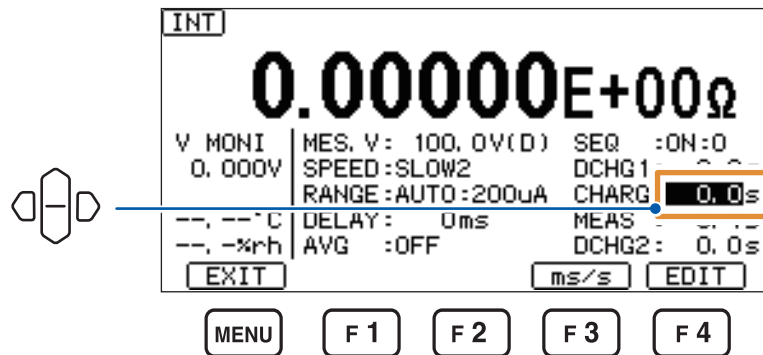 INT
0.00000E+00Ω
V MONI MES.V: 100.0V(D) SEQ :ON:0
0.000V SPEED:SLOW2 DCHG1
RANGE:AUTO:200uA CHARG 0.0s
--.--°C DELAY: 0ms MEAS
--.-%rh AVG :OFF DCHG2: 0.0s
EXIT ms/s EDIT
MENU F1 F2 F3 F4